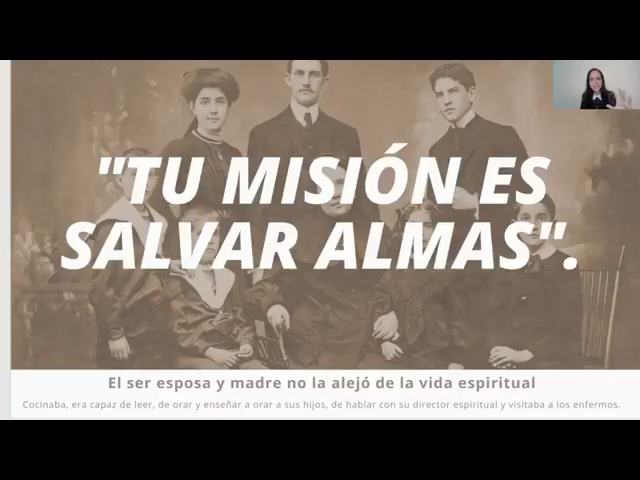 "TU MISIÓN ES
SALVAR ALMAS".
El ser esposa y madre no la alejó de la vida espiritual
Cocinaba, era capaz de leer, de orar y enseñar a orar a sus hijos, de hablar con su director espiritual y visitaba a los enfermos.